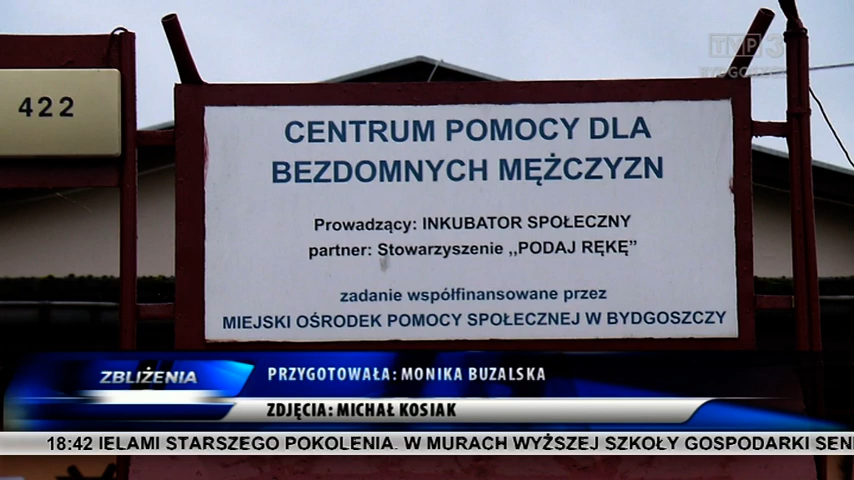 TVP3
BYDGOSZCZ
422
CENTRUM POMOCY DLA
BEZDOMNYCH MĘŻCZYZN
Prowadzący: INKUBATOR SPOŁECZNY
partner: Stowarzyszenie ,,PODAJ RĘKĘ”
zadanie współfinansowane przez
MIEJSKI OŚRODEK POMOCY SPOŁECZNEJ W BYDGOSZCZY
ZBLIŻENIA
PRZYGOTOWAŁA: MONIKA BUZALSKA
ZDJĘCIA: MICHAŁ KOSIAK
18:42 IELAMI STARSZEGO POKOLENIA. W MURACH WYŻSZEJ SZKOŁY GOSPODARKI SENI